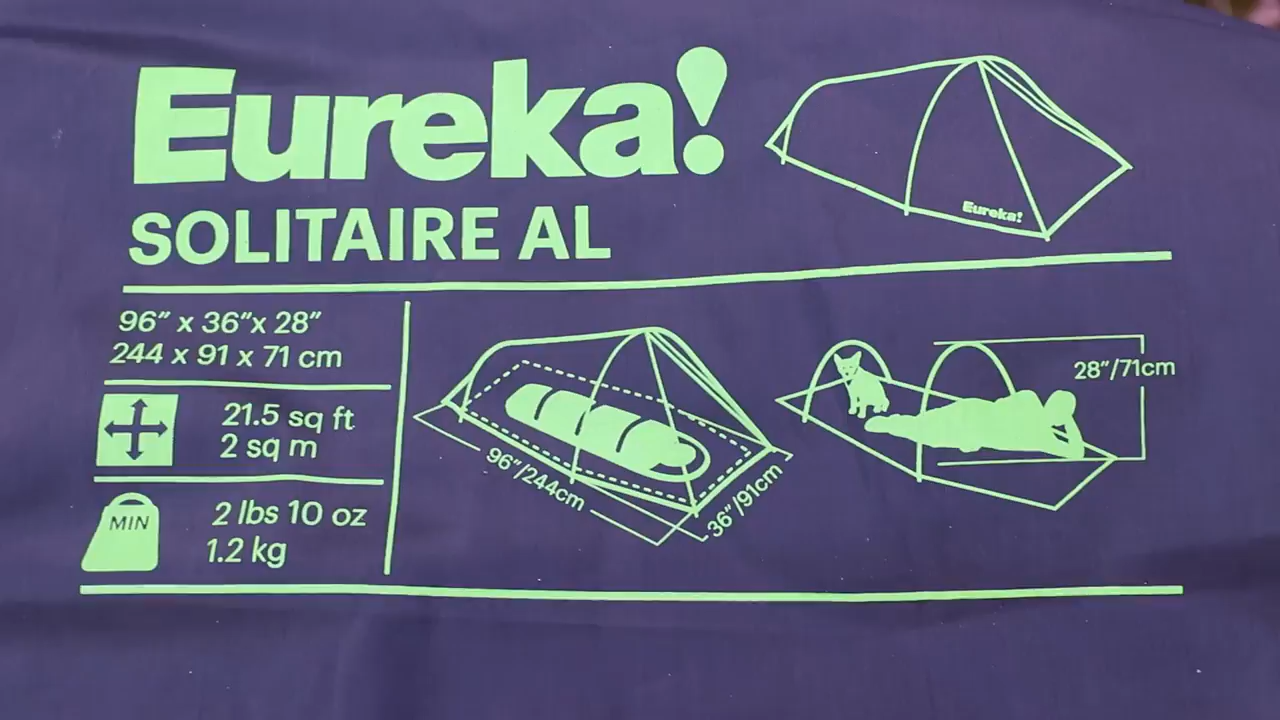 Eureka!
SOLITAIRE AL
Eureka!
96” x 36”x 28”
244 x 91 x 71 cm
21.5 sq ft
2 sq m
MIN
2 lbs 10 oz
1.2 kg
96”/244cm
36”/91cm
28”/71cm